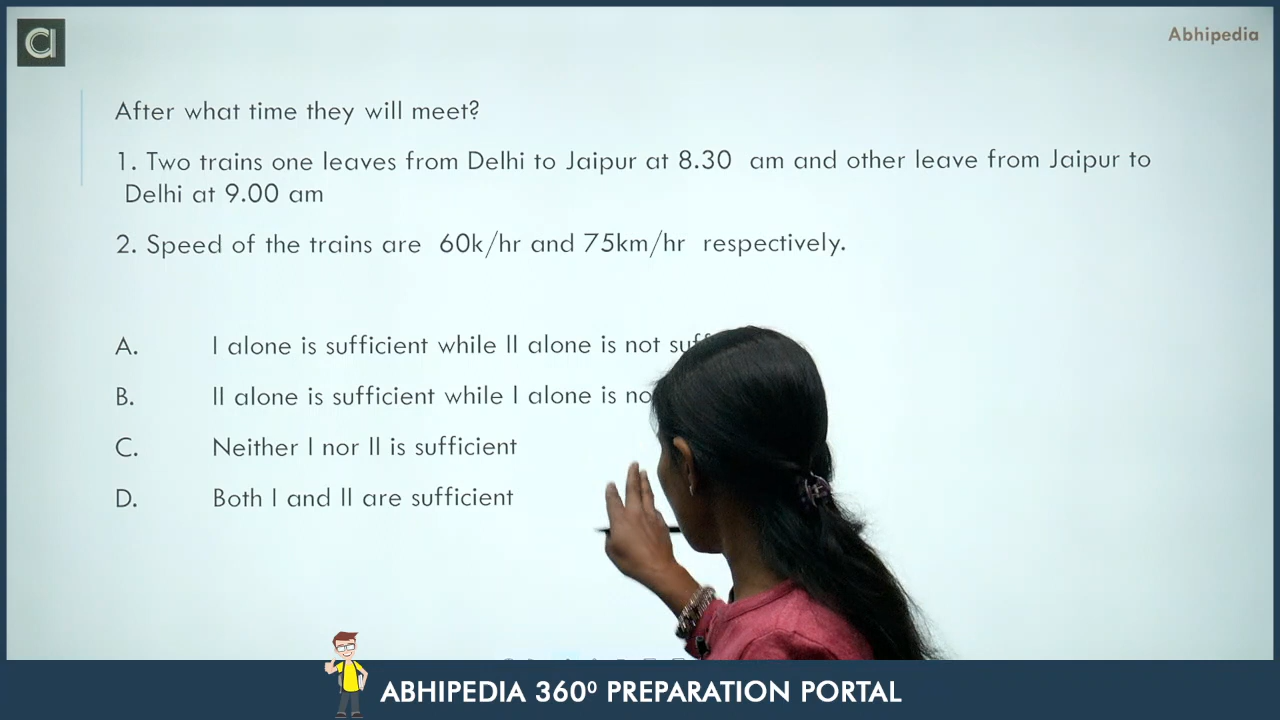 Abhipedia
After what time they will meet?
1. Two trains one leaves from Delhi to Jaipur at 8.30 am and other leave from Jaipur to
Delhi at 9.00 am
2. Speed of the trains are 60k/hr and 75km/hr respectively.
A. I alone is sufficient while II alone is not
B. II alone is sufficient while I alone is
C. Neither I nor II is sufficient
D. Both I and II are sufficient
ABHIPEDIA 360⁰ PREPARATION PORTAL